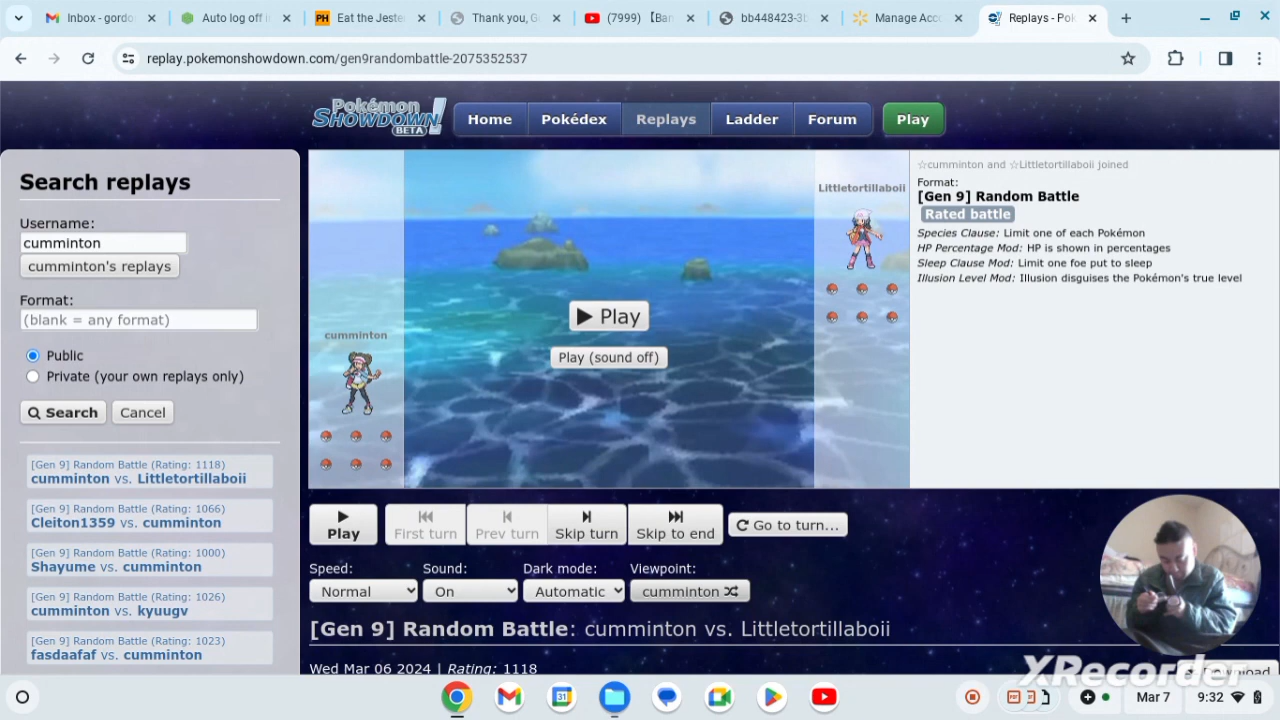 Inbox - gordo
Auto log off i
PH Eat the Jeste
Thank you, G
(7999) 【Ban
bb448423-3b
Manage Acc
Replays - Pok
replay.pokemonshowdown.com/gen9randombattle-2075352537
Pokémon SHOWDOWN! BETA
Home
Pokédex
Replays
Ladder
Forum
Play
Search replays
Username:
cumminton
cumminton's replays
Format:
(blank = any format)
Public
Private (your own replays only)
Search
Cancel
[Gen 9] Random Battle (Rating: 1118)
cumminton vs. Littletortillaboii
[Gen 9] Random Battle (Rating: 1066)
Cleiton1359 vs. cumminton
[Gen 9] Random Battle (Rating: 1000)
Shayume vs. cumminton
[Gen 9] Random Battle (Rating: 1026)
cumminton vs. kyuugv
[Gen 9] Random Battle (Rating: 1023)
fasdaafaf vs. cumminton
Littletortillaboii
cumminton
Play
Play (sound off)
☆cumminton and ☆Littletortillaboii joined
Format:
[Gen 9] Random Battle
Rated battle
Species Clause: Limit one of each Pokémon
HP Percentage Mod: HP is shown in percentages
Sleep Clause Mod: Limit one foe put to sleep
Illusion Level Mod: Illusion disguises the Pokémon's true level
Play
First turn
Prev turn
Skip turn
Skip to end
Go to turn...
Speed:
Sound:
Dark mode:
Viewpoint:
Normal
On
Automatic
cumminton
[Gen 9] Random Battle: cumminton vs. Littletortillaboii
Wed Mar 06 2024 | Rating: 1118
Download
XRecorder
Mar 7
9:32